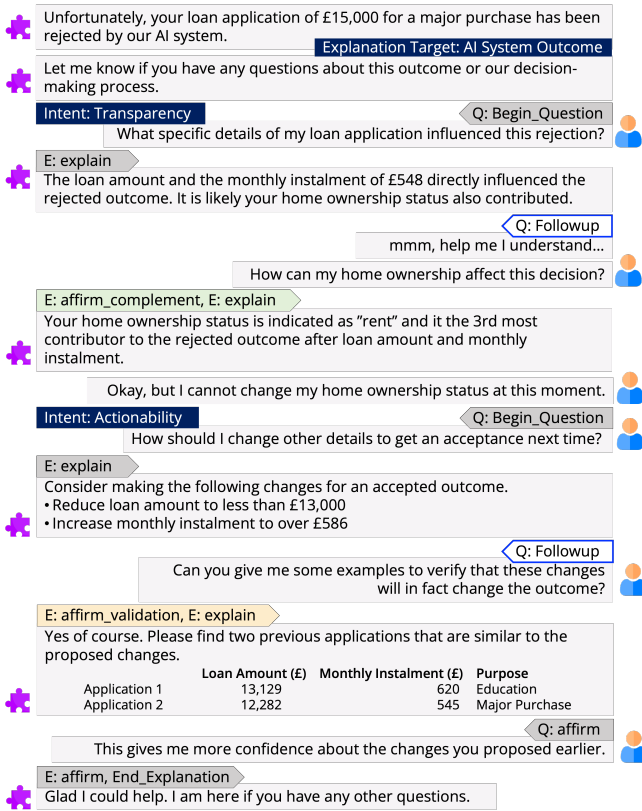 Unfortunately, your loan application of £15,000 for a major purchase has been
rejected by our AI system.
Explanation Target: AI System Outcome
Let me know if you have any questions about this outcome or our decision-
making process.
Intent: Transparency
Q: Begin_Question
What specific details of my loan application influenced this rejection?
E: explain
The loan amount and the monthly instalment of £548 directly influenced the
rejected outcome. It is likely your home ownership status also contributed.
Q: Followup
mmm, help me I understand...
How can my home ownership affect this decision?
E: affirm_complement, E: explain
Your home ownership status is indicated as ”rent” and it the 3rd most
contributor to the rejected outcome after loan amount and monthly
instalment.
Okay, but I cannot change my home ownership status at this moment.
Intent: Actionability
Q: Begin_Question
How should I change other details to get an acceptance next time?
E: explain
Consider making the following changes for an accepted outcome.
• Reduce loan amount to less than £13,000
• Increase monthly instalment to over £586
Q: Followup
Can you give me some examples to verify that these changes
will in fact change the outcome?
E: affirm_validation, E: explain
Yes of course. Please find two previous applications that are similar to the
proposed changes.
Loan Amount (£) Monthly Instalment (£) Purpose
Application 1 13,129 620 Education
Application 2 12,282 545 Major Purchase
Q: affirm
This gives me more confidence about the changes you proposed earlier.
E: affirm, End_Explanation
Glad I could help. I am here if you have any other questions.